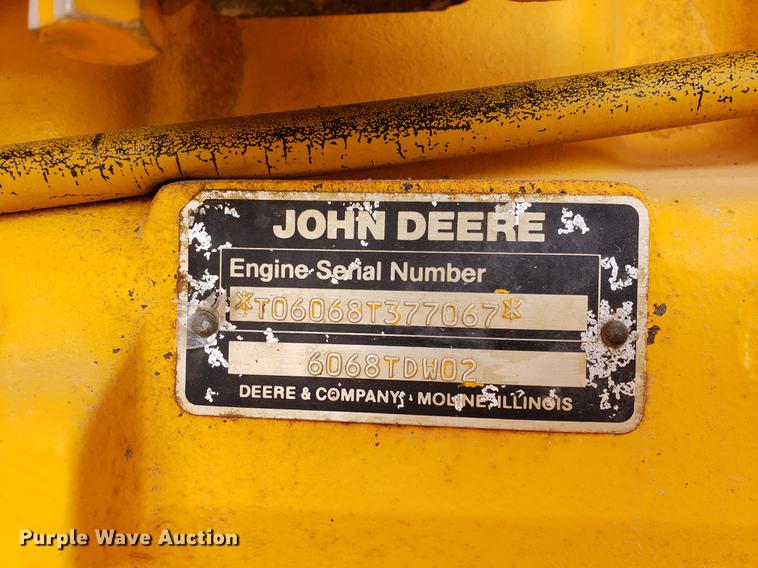 JOHN DEERE
Engine Serial Number
*T06068T377067*
6068TDW02
DEERE & COMPANY MOLINE, ILLINOIS
Purple Wave Auction